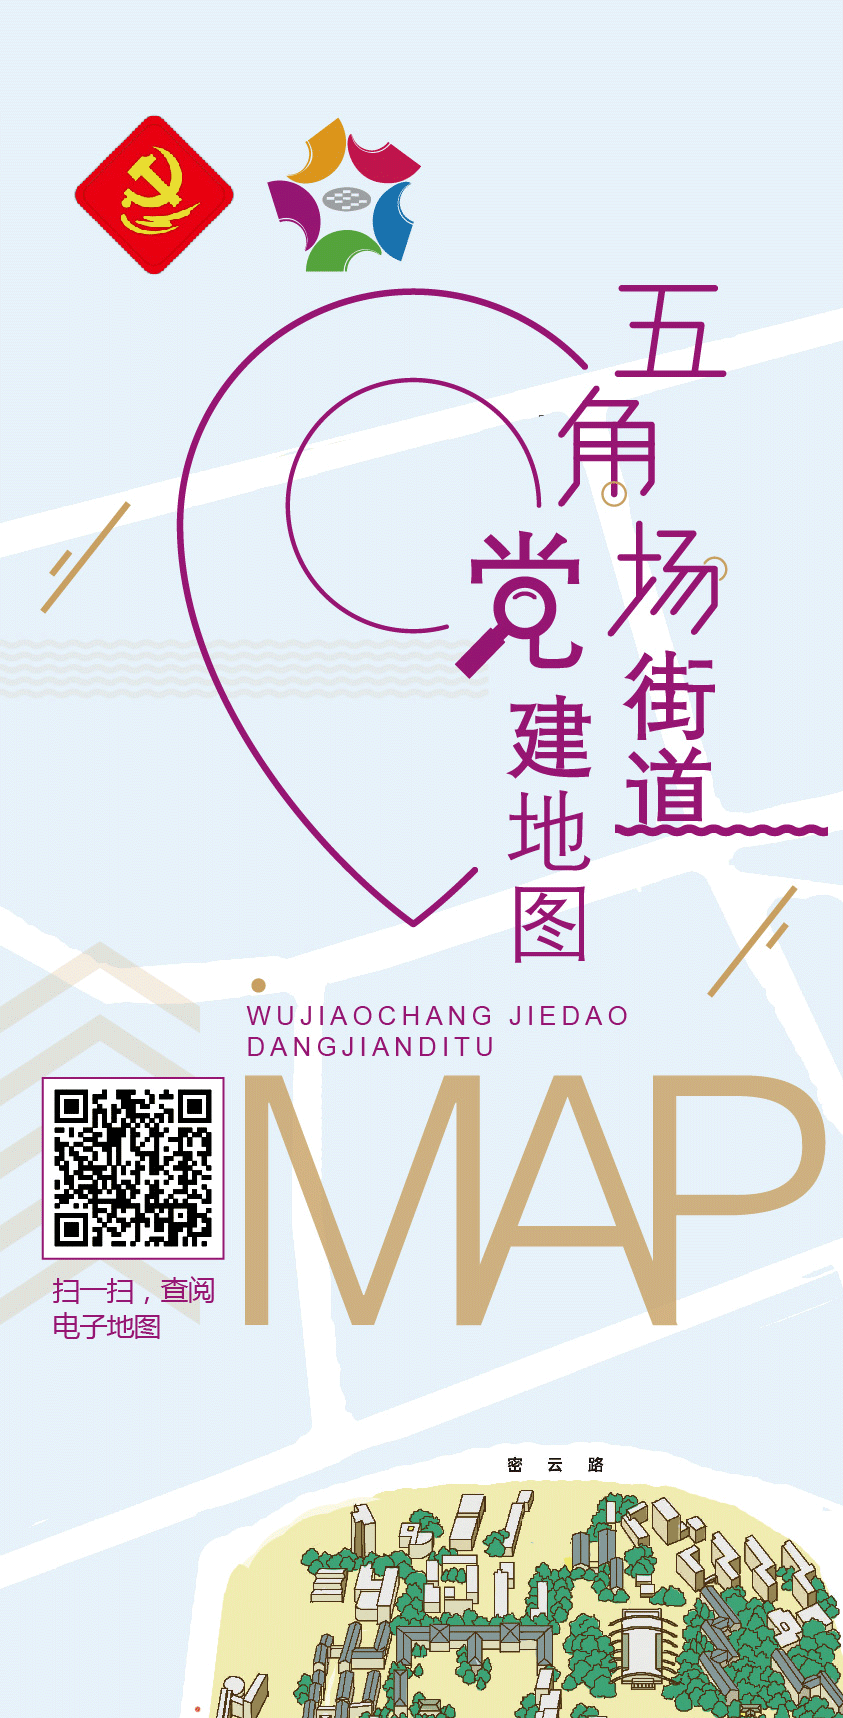 五角场街道
党建地图
WUJIAOCHANG JIEDAO
DANGJIANDITU
MAP
扫一扫，查阅
电子地图
密云路